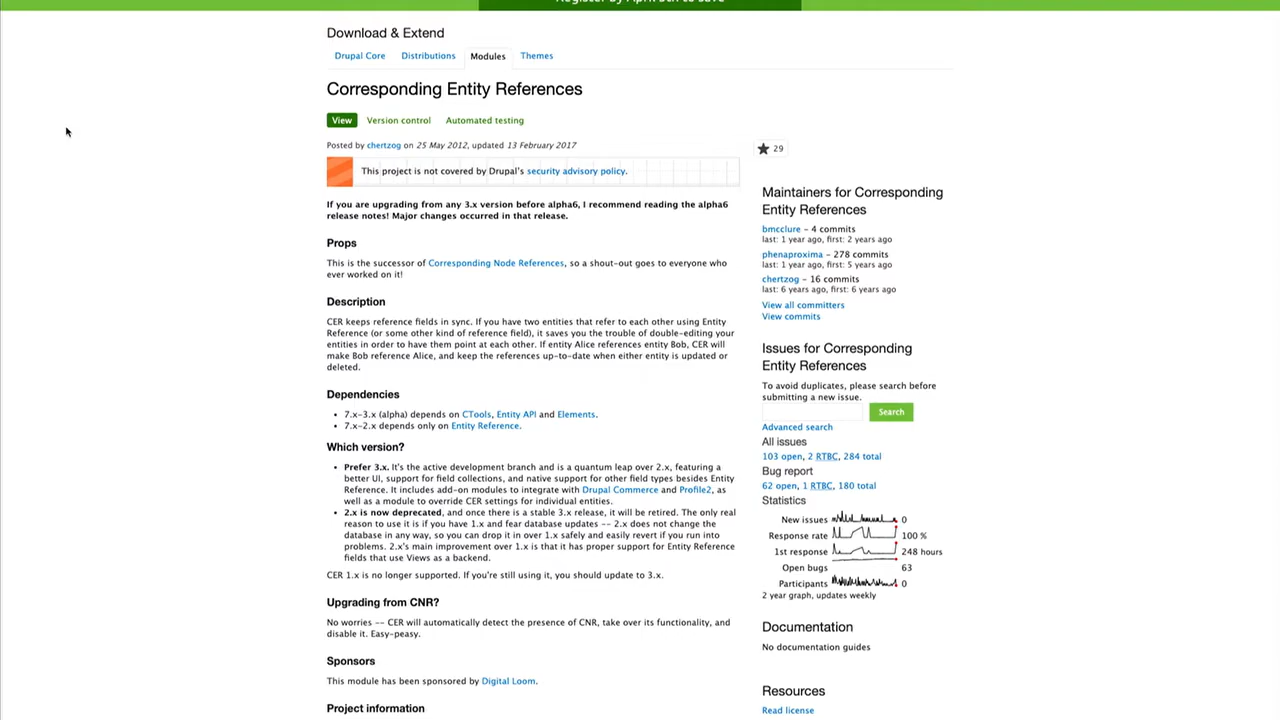 Register by April 5th to save
Download & Extend
Drupal Core
Distributions
Modules
Themes
Corresponding Entity References
View
Version control
Automated testing
Posted by chertzog on 25 May 2012, updated 13 February 2017
This project is not covered by Drupal's security advisory policy.
If you are upgrading from any 3.x version before alpha6, I recommend reading the alpha6
release notes! Major changes occurred in that release.
Props
This is the successor of Corresponding Node References, so a shout-out goes to everyone who
ever worked on it!
Description
CER keeps reference fields in sync. If you have two entities that refer to each other using Entity
Reference (or some other kind of reference field), it saves you the trouble of double-editing your
entities in order to have them point at each other. If entity Alice references entity Bob, CER will
make Bob reference Alice, and keep the references up-to-date when either entity is updated or
deleted.
Dependencies
• 7.x-3.x (alpha) depends on CTools, Entity API and Elements.
• 7.x-2.x depends only on Entity Reference.
Which version?
• Prefer 3.x. It's the active development branch and is a quantum leap over 2.x, featuring a
better UI, support for field collections, and native support for other field types besides Entity
Reference. It includes add-on modules to integrate with Drupal Commerce and Profile2, as
well as a module to override CER settings for individual entities.
• 2.x is now deprecated, and once there is a stable 3.x release, it will be retired. The only real
reason to use it is if you have 1.x and fear database updates -- 2.x does not change the
database in any way, so you can drop it in over 1.x safely and easily revert if you run into
problems. 2.x's main improvement over 1.x is that it has proper support for Entity Reference
fields that use Views as a backend.
CER 1.x is no longer supported. If you're still using it, you should update to 3.x.
Upgrading from CNR?
No worries -- CER will automatically detect the presence of CNR, take over its functionality, and
disable it. Easy-peasy.
Sponsors
This module has been sponsored by Digital Loom.
Project information
29
Maintainers for Corresponding
Entity References
bmcclure – 4 commits
last: 1 year ago, first: 2 years ago
phenaproxima – 278 commits
last: 1 year ago, first: 5 years ago
chertzog – 16 commits
last: 6 years ago, first: 6 years ago
View all committers
View commits
Issues for Corresponding
Entity References
To avoid duplicates, please search before
submitting a new issue.
Search
Advanced search
All issues
103 open, 2 RTBC, 284 total
Bug report
62 open, 1 RTBC, 180 total
Statistics
New issues 0
Response rate 100 %
1st response 248 hours
Open bugs 63
Participants 0
2 year graph, updates weekly
Documentation
No documentation guides
Resources
Read license